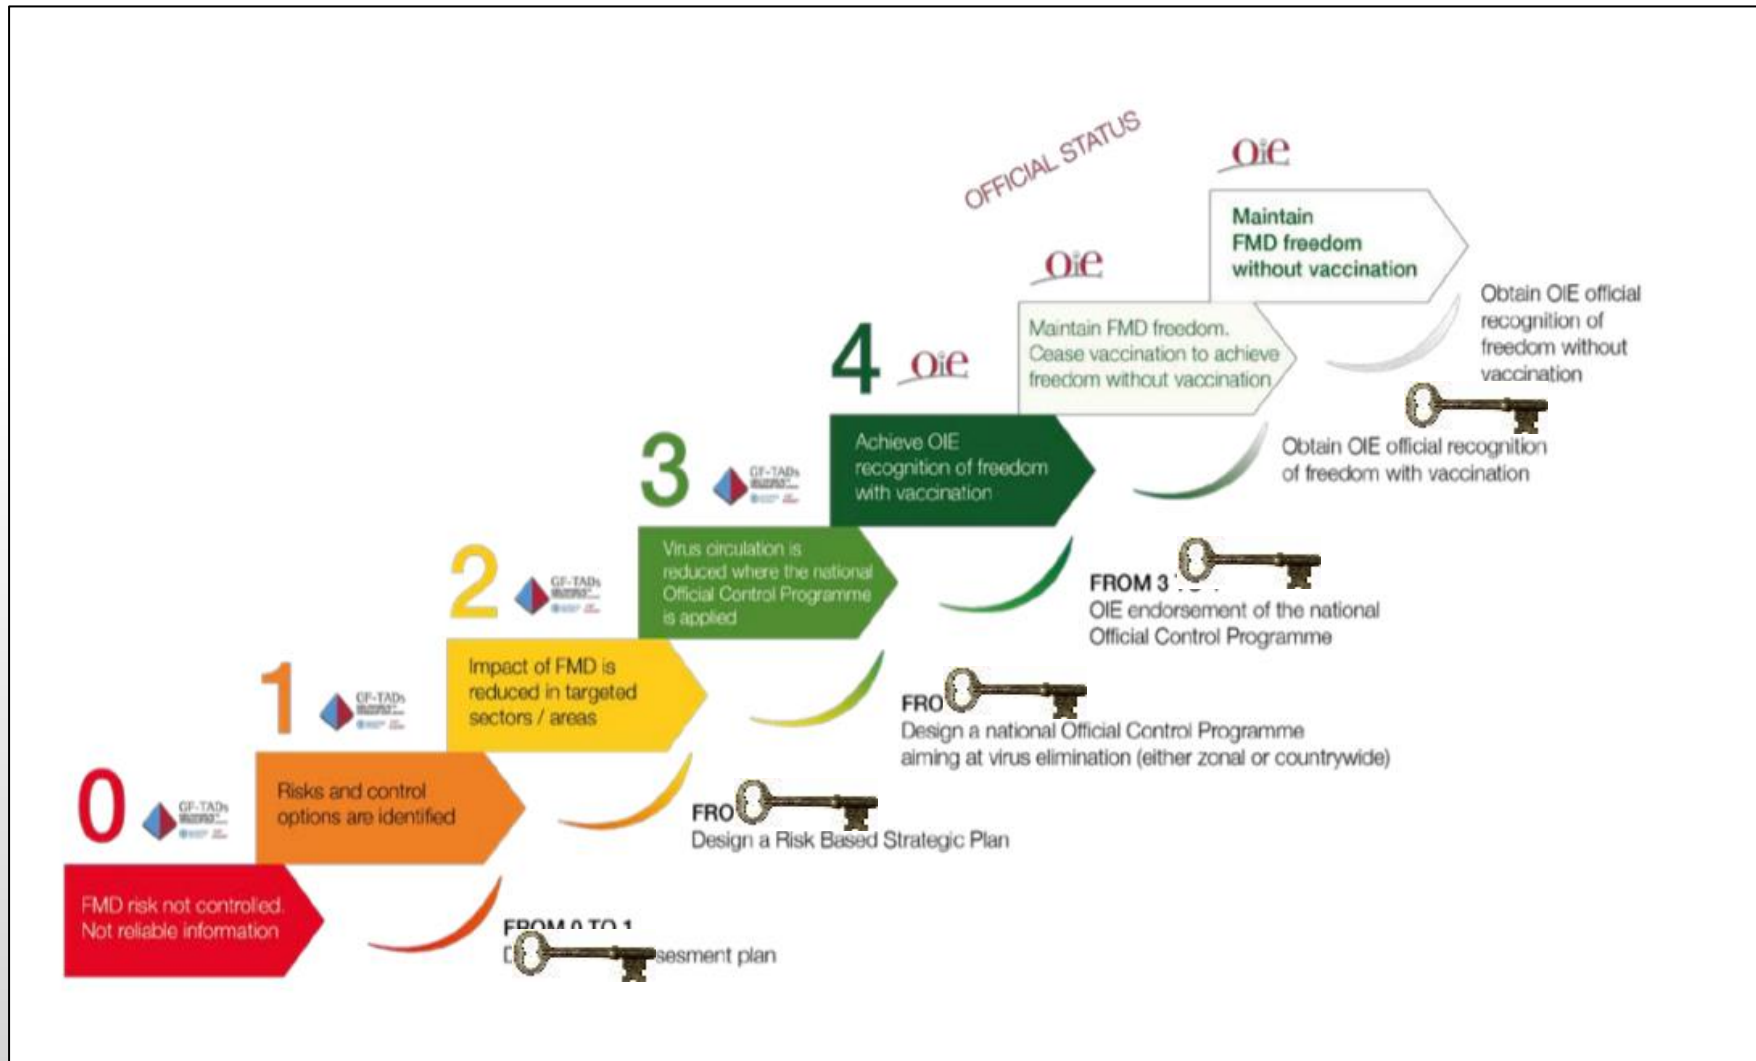 OFFICIAL STATUS
oie
Maintain
FMD freedom
without vaccination
Obtain OIE official
recognition of
freedom without
vaccination
oie
Maintain FMD freedom.
Cease vaccination to achieve
freedom without vaccination
Obtain OIE official recognition
of freedom with vaccination
4
oie
Achieve OIE
recognition of freedom
with vaccination
FROM 3
OIE endorsement of the national
Official Control Programme
3
GF-TADs
Virus circulation is
reduced where the national
Official Control Programme
is applied
Design a national Official Control Programme
aiming at virus elimination (either zonal or countrywide)
2
GF-TADs
Impact of FMD is
reduced in targeted
sectors / areas
Design a Risk Based Strategic Plan
1
GF-TADs
Risks and control
options are identified
FROM 0 TO 1
plan
0
GF-TADs
FMD risk not controlled.
Not reliable information